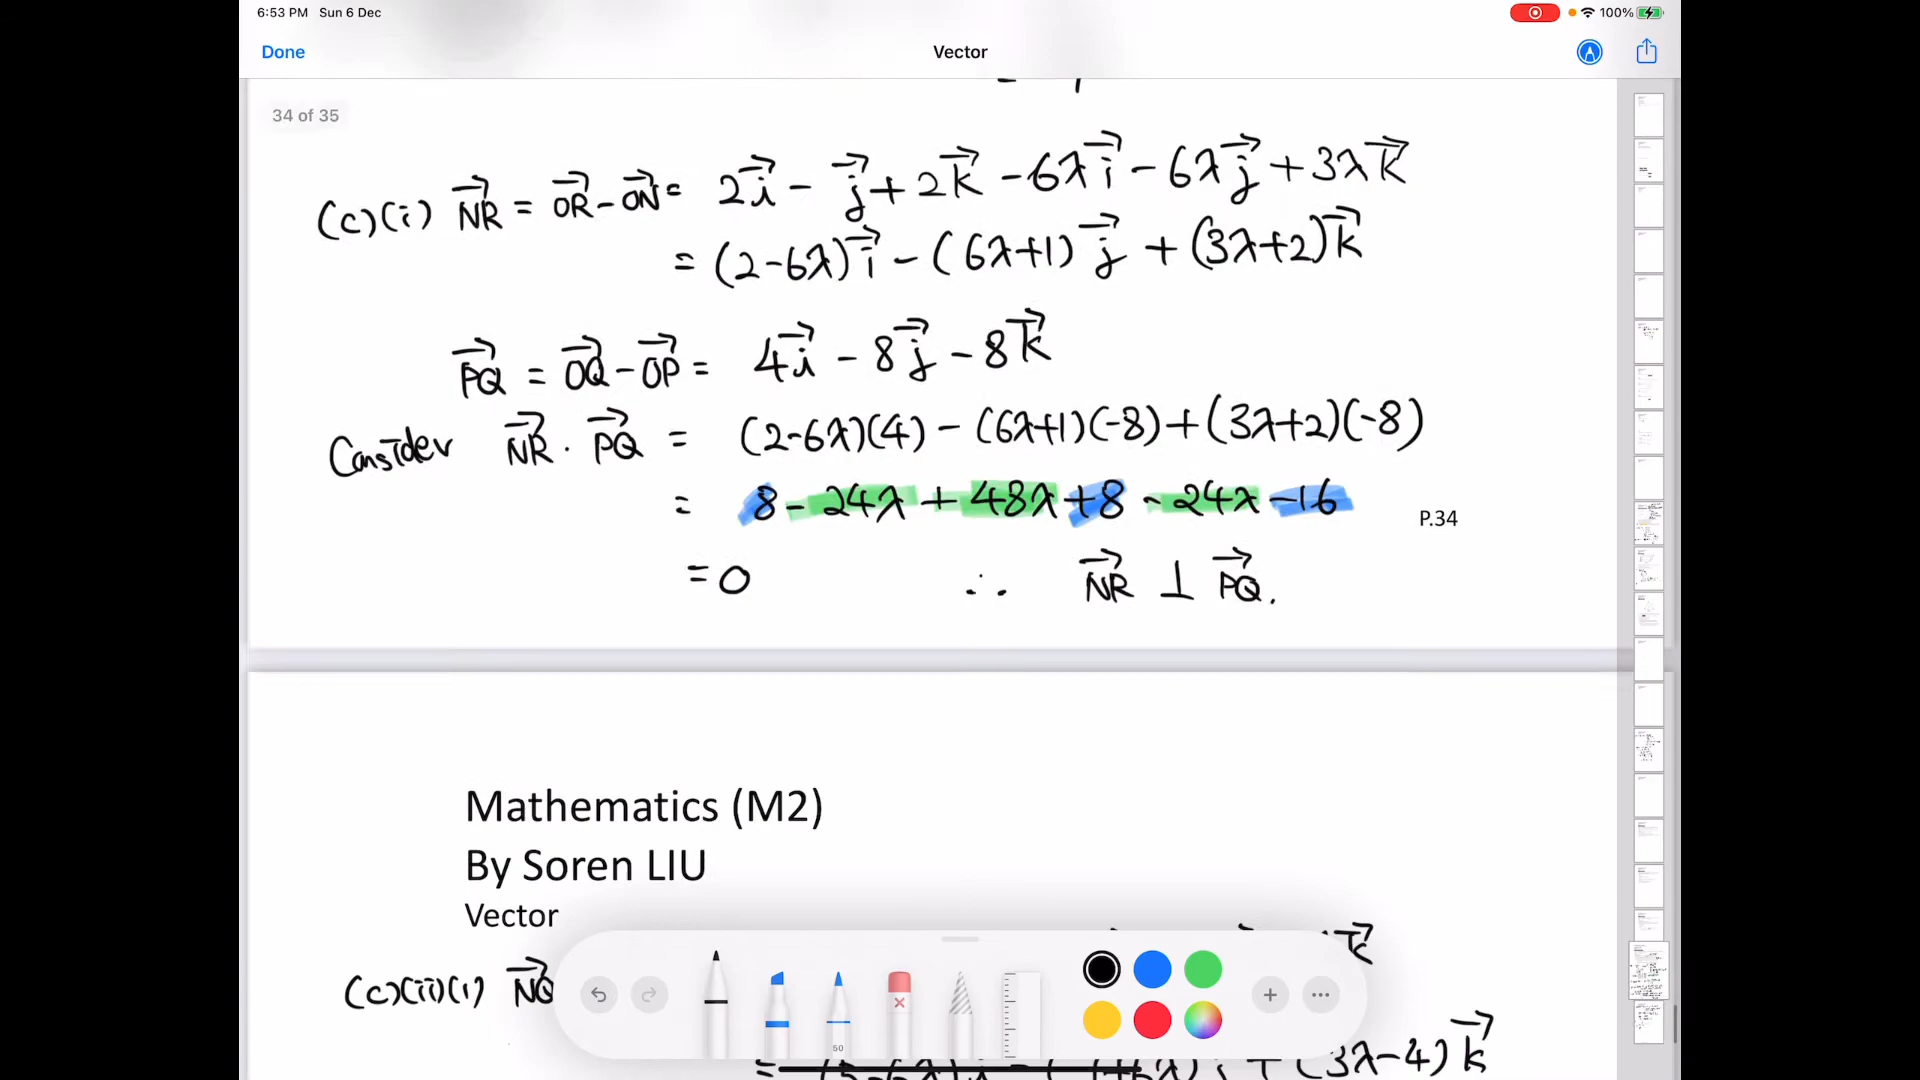 6:53 PM Sun 6 Dec
100%
Done
Vector
34 of 35
(c)(i) NR⃗ = OR⃗ - ON⃗ = 2i⃗ - j⃗ + 2k⃗ - 6λi⃗ - 6λj⃗ + 3λk⃗
= (2-6λ)i⃗ - (6λ+1)j⃗ + (3λ+2)k⃗
PQ⃗ = OQ⃗ - OP⃗ = 4i⃗ - 8j⃗ - 8k⃗
Consider NR⃗ · PQ⃗ = (2-6λ)(4) - (6λ+1)(-8) + (3λ+2)(-8)
= 8 - 24λ + 48λ + 8 - 24λ - 16
P.34
= 0 ∴ NR⃗ ⊥ PQ⃗.
Mathematics (M2)
By Soren LIU
Vector
(c)(ii)(1) NQ⃗
k⃗
50
(3λ-4)k⃗